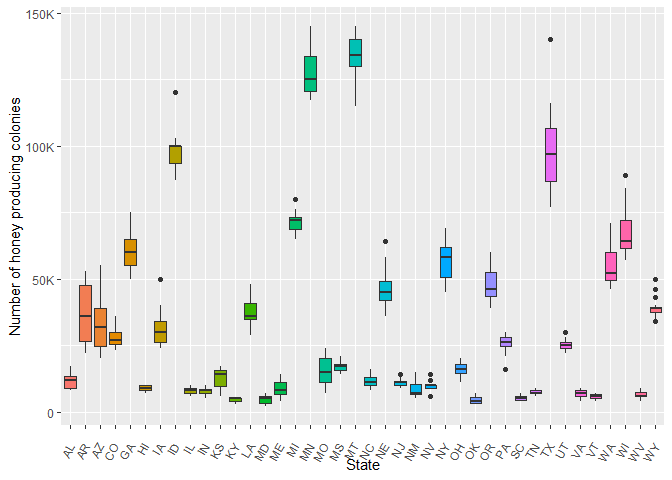 150K
100K
50K
0
Number of honey producing colonies
AL AR AZ CO GA HI IA ID IL IN KS KY LA MD ME MI MN MO MS MT NC NE NJ NM NV NY OH OK OR PA SC TN TX UT VA VT WA WI WV WY
State